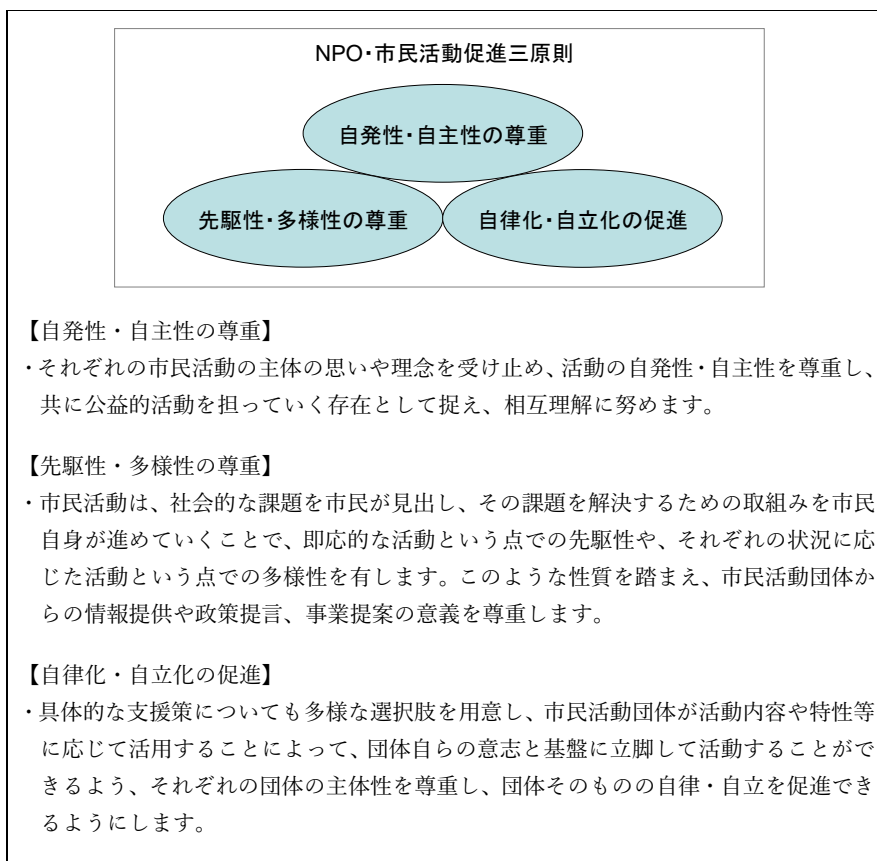 NPO・市民活動促進三原則
自発性・自主性の尊重
先駆性・多様性の尊重
自律化・自立化の促進
【自発性・自主性の尊重】
・それぞれの市民活動の主体の思いや理念を受け止め、活動の自発性・自主性を尊重し、
共に公益的活動を担っていく存在として捉え、相互理解に努めます。
【先駆性・多様性の尊重】
・市民活動は、社会的な課題を市民が見出し、その課題を解決するための取組みを市民
自身が進めていくことで、即応的な活動という点での先駆性や、それぞれの状況に応
じた活動という点での多様性を有します。このような性質を踏まえ、市民活動団体か
らの情報提供や政策提言、事業提案の意義を尊重します。
【自律化・自立化の促進】
・具体的な支援策についても多様な選択肢を用意し、市民活動団体が活動内容や特性等
に応じて活用することによって、団体自らの意志と基盤に立脚して活動することがで
きるよう、それぞれの団体の主体性を尊重し、団体そのものの自律・自立を促進でき
るようにします。